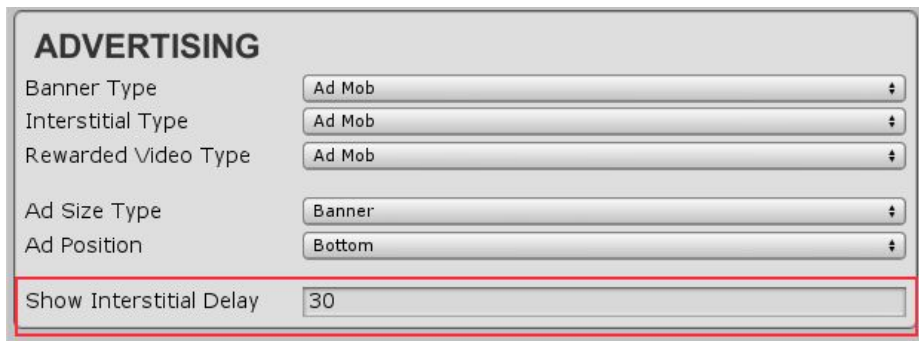 ADVERTISING
Banner Type Ad Mob
Interstitial Type Ad Mob
Rewarded Video Type Ad Mob
Ad Size Type Banner
Ad Position Bottom
Show Interstitial Delay 30